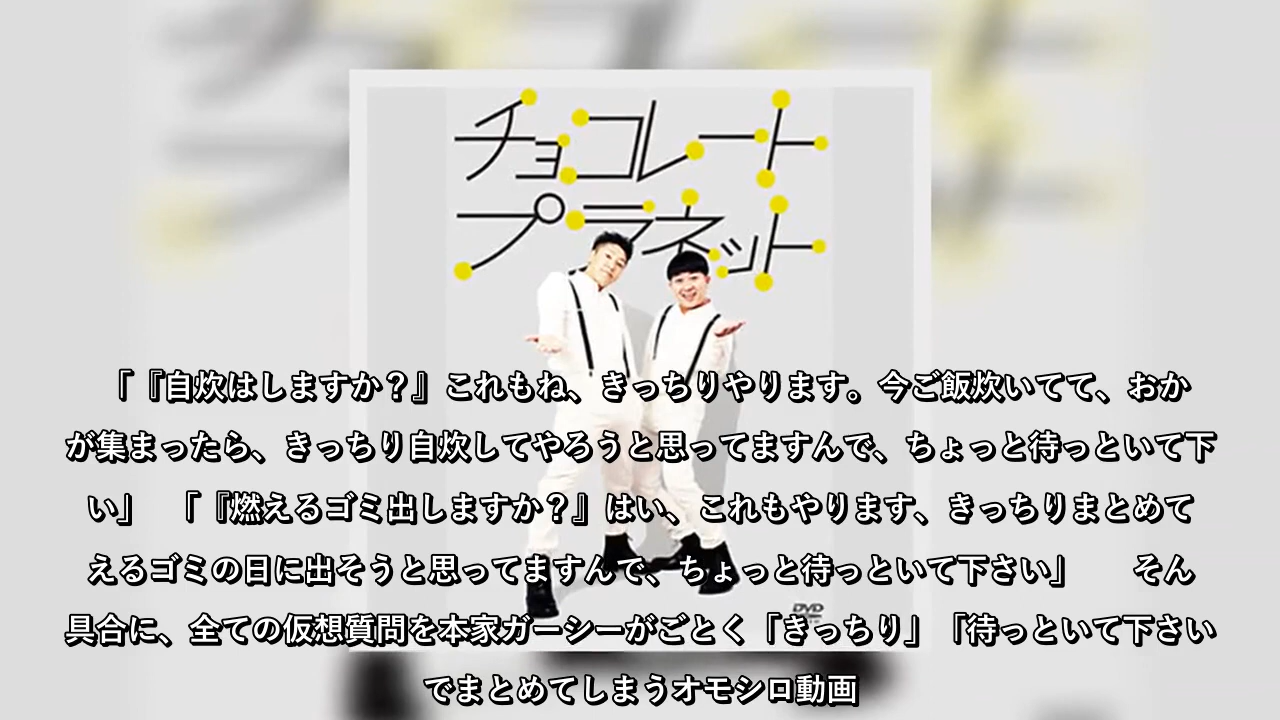 チョコレート
プラネット
「『自炊はしますか？』これもね、きっちりやります。今ご飯炊いてて、おか
が集まったら、きっちり自炊してやろうと思ってますんで、ちょっと待っといて下
い」　「『燃えるゴミ出しますか？』はい、これもやります、きっちりまとめて
えるゴミの日に出そうと思ってますんで、ちょっと待っといて下さい」　　そん
具合に、全ての仮想質問を本家ガーシーがごとく「きっちり」「待っといて下さい
でまとめてしまうオモシロ動画
DVD